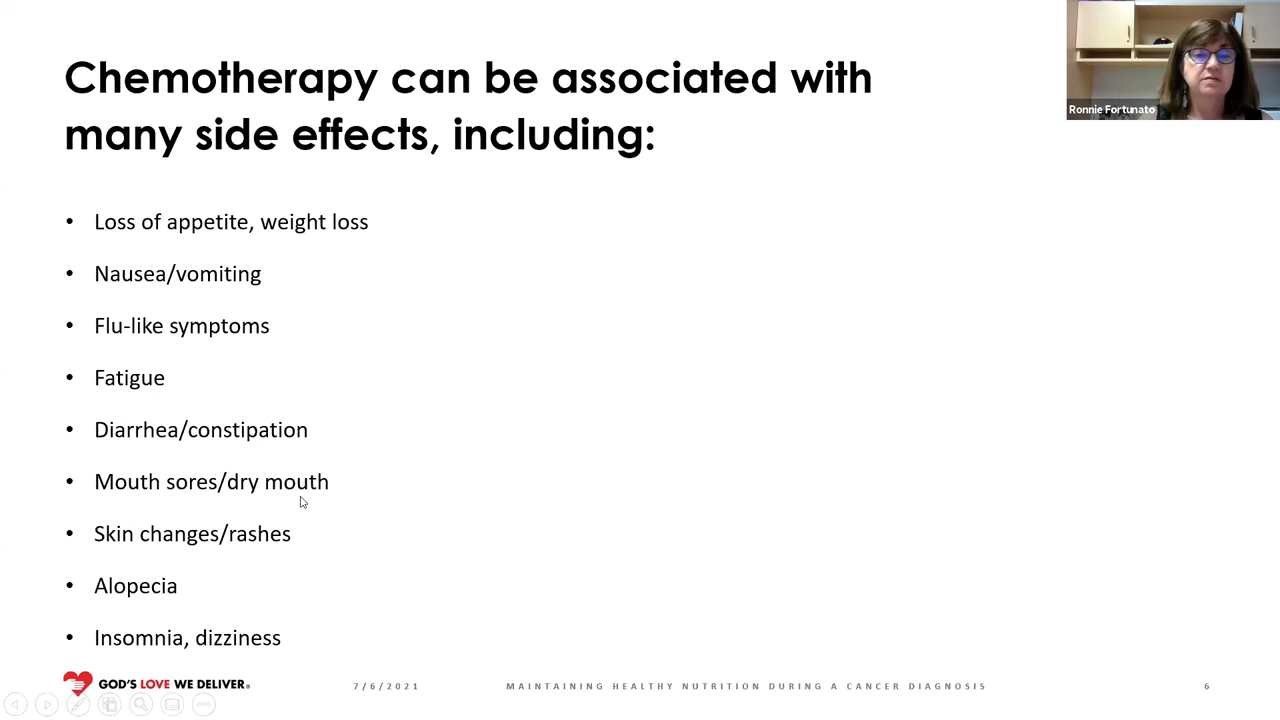 Chemotherapy can be associated with
many side effects, including:
Ronnie Fortunato
• Loss of appetite, weight loss
• Nausea/vomiting
• Flu-like symptoms
• Fatigue
• Diarrhea/constipation
• Mouth sores/dry mouth
• Skin changes/rashes
• Alopecia
• Insomnia, dizziness
GOD'S LOVE WE DELIVER®
7/6/2021
MAINTAINING HEALTHY NUTRITION DURING A CANCER DIAGNOSIS
6